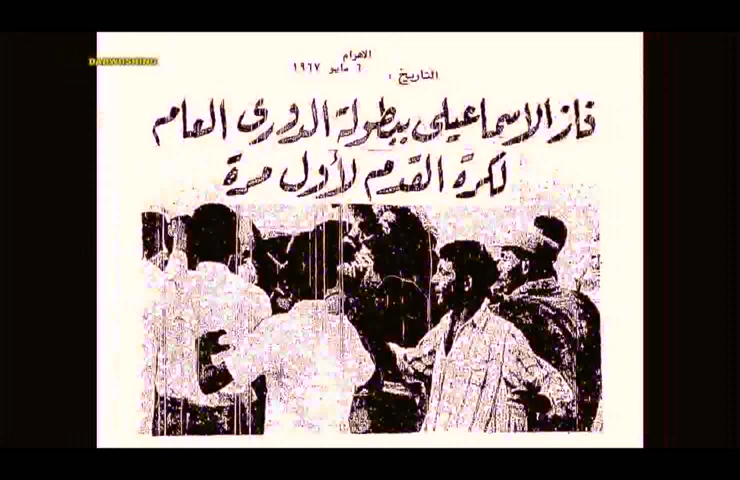 DARWISHING
الاهرام
التاريخ : ٦ مايو ١٩٦٧
فاز الاسماعيلى ببطولة الدورى العام
لكرة القدم لأول مرة